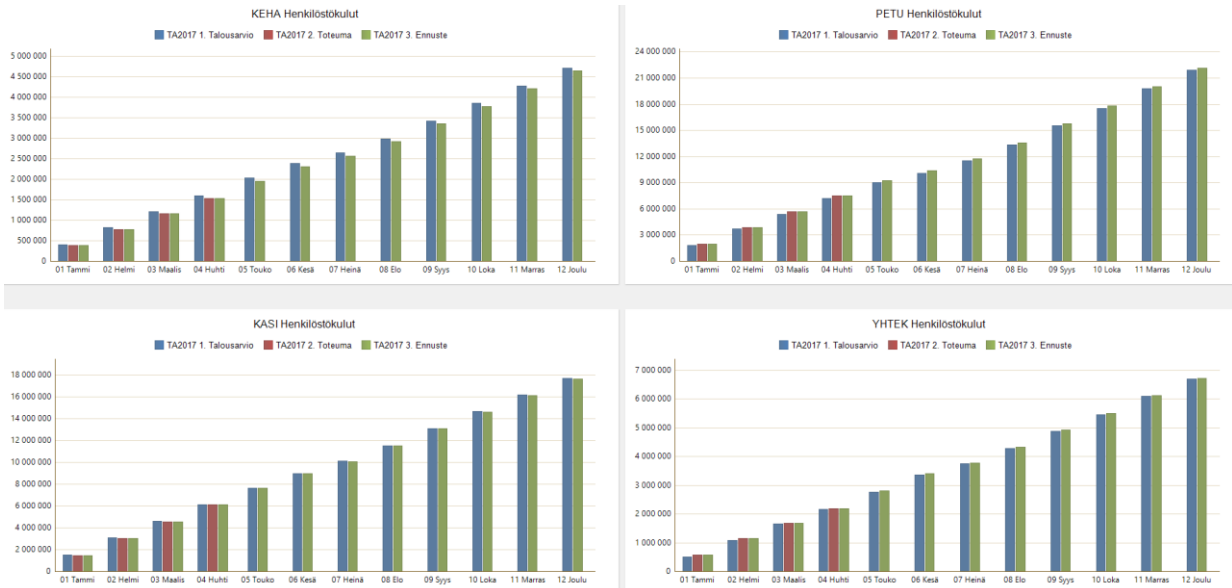 KEHA Henkilöstökulut
TA2017 1. Talousarvio TA2017 2. Toteuma TA2017 3. Ennuste
5 000 000
4 500 000
4 000 000
3 500 000
3 000 000
2 500 000
2 000 000
1 500 000
1 000 000
500 000
0
01 Tammi 02 Helmi 03 Maalis 04 Huhti 05 Touko 06 Kesä 07 Heinä 08 Elo 09 Syys 10 Loka 11 Marras 12 Joulu
PETU Henkilöstökulut
TA2017 1. Talousarvio TA2017 2. Toteuma TA2017 3. Ennuste
24 000 000
21 000 000
18 000 000
15 000 000
12 000 000
9 000 000
6 000 000
3 000 000
0
01 Tammi 02 Helmi 03 Maalis 04 Huhti 05 Touko 06 Kesä 07 Heinä 08 Elo 09 Syys 10 Loka 11 Marras 12 Joulu
KASI Henkilöstökulut
TA2017 1. Talousarvio TA2017 2. Toteuma TA2017 3. Ennuste
18 000 000
16 000 000
14 000 000
12 000 000
10 000 000
8 000 000
6 000 000
4 000 000
2 000 000
0
01 Tammi 02 Helmi 03 Maalis 04 Huhti 05 Touko 06 Kesä 07 Heinä 08 Elo 09 Syys 10 Loka 11 Marras 12 Joulu
YHTEK Henkilöstökulut
TA2017 1. Talousarvio TA2017 2. Toteuma TA2017 3. Ennuste
7 000 000
6 000 000
5 000 000
4 000 000
3 000 000
2 000 000
1 000 000
0
01 Tammi 02 Helmi 03 Maalis 04 Huhti 05 Touko 06 Kesä 07 Heinä 08 Elo 09 Syys 10 Loka 11 Marras 12 Joulu